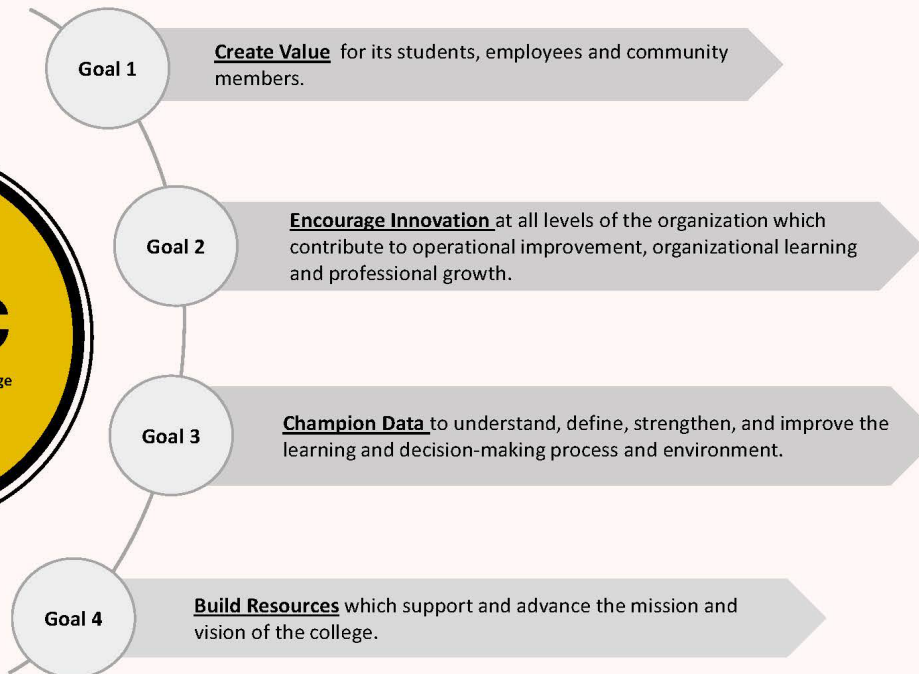 Goal 1
Create Value for its students, employees and community
members.
Goal 2
Encourage Innovation at all levels of the organization which
contribute to operational improvement, organizational learning
and professional growth.
Goal 3
Champion Data to understand, define, strengthen, and improve the
learning and decision-making process and environment.
Goal 4
Build Resources which support and advance the mission and
vision of the college.